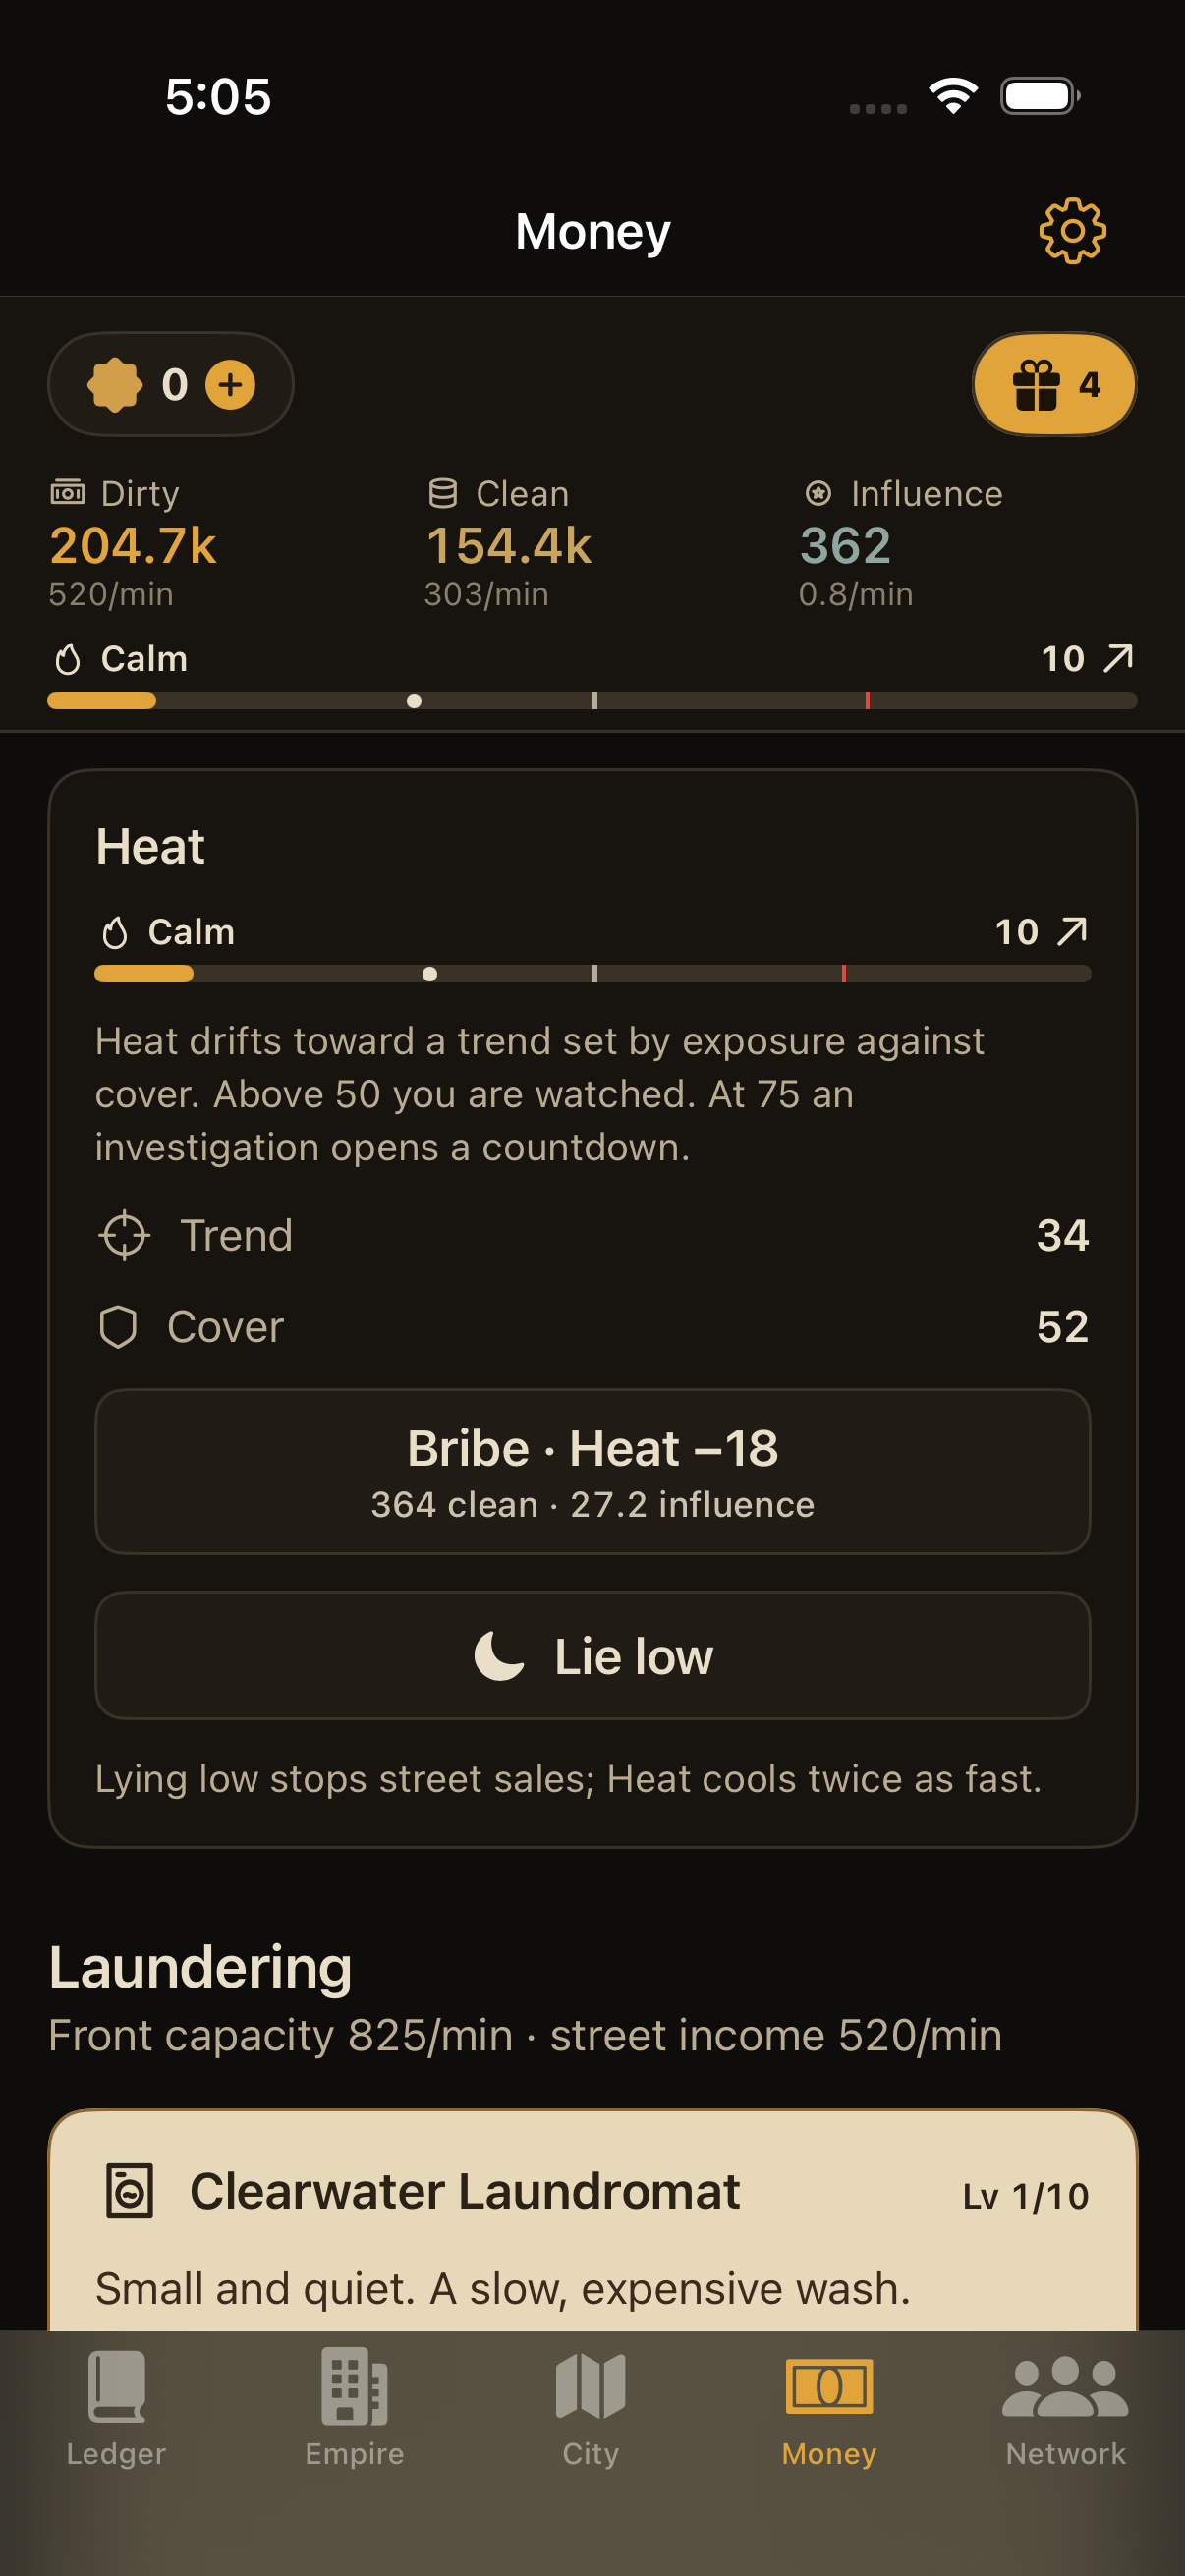 5:05
Money
0
4
Dirty
Clean
Influence
204.7k
154.4k
362
520/min
303/min
0.8/min
Calm
10
Heat
Calm
10
Heat drifts toward a trend set by exposure against
cover. Above 50 you are watched. At 75 an
investigation opens a countdown.
Trend
34
Cover
52
Bribe · Heat −18
364 clean · 27.2 influence
Lie low
Lying low stops street sales; Heat cools twice as fast.
Laundering
Front capacity 825/min · street income 520/min
Clearwater Laundromat
Lv 1/10
Small and quiet. A slow, expensive wash.
Ledger
Empire
City
Money
Network